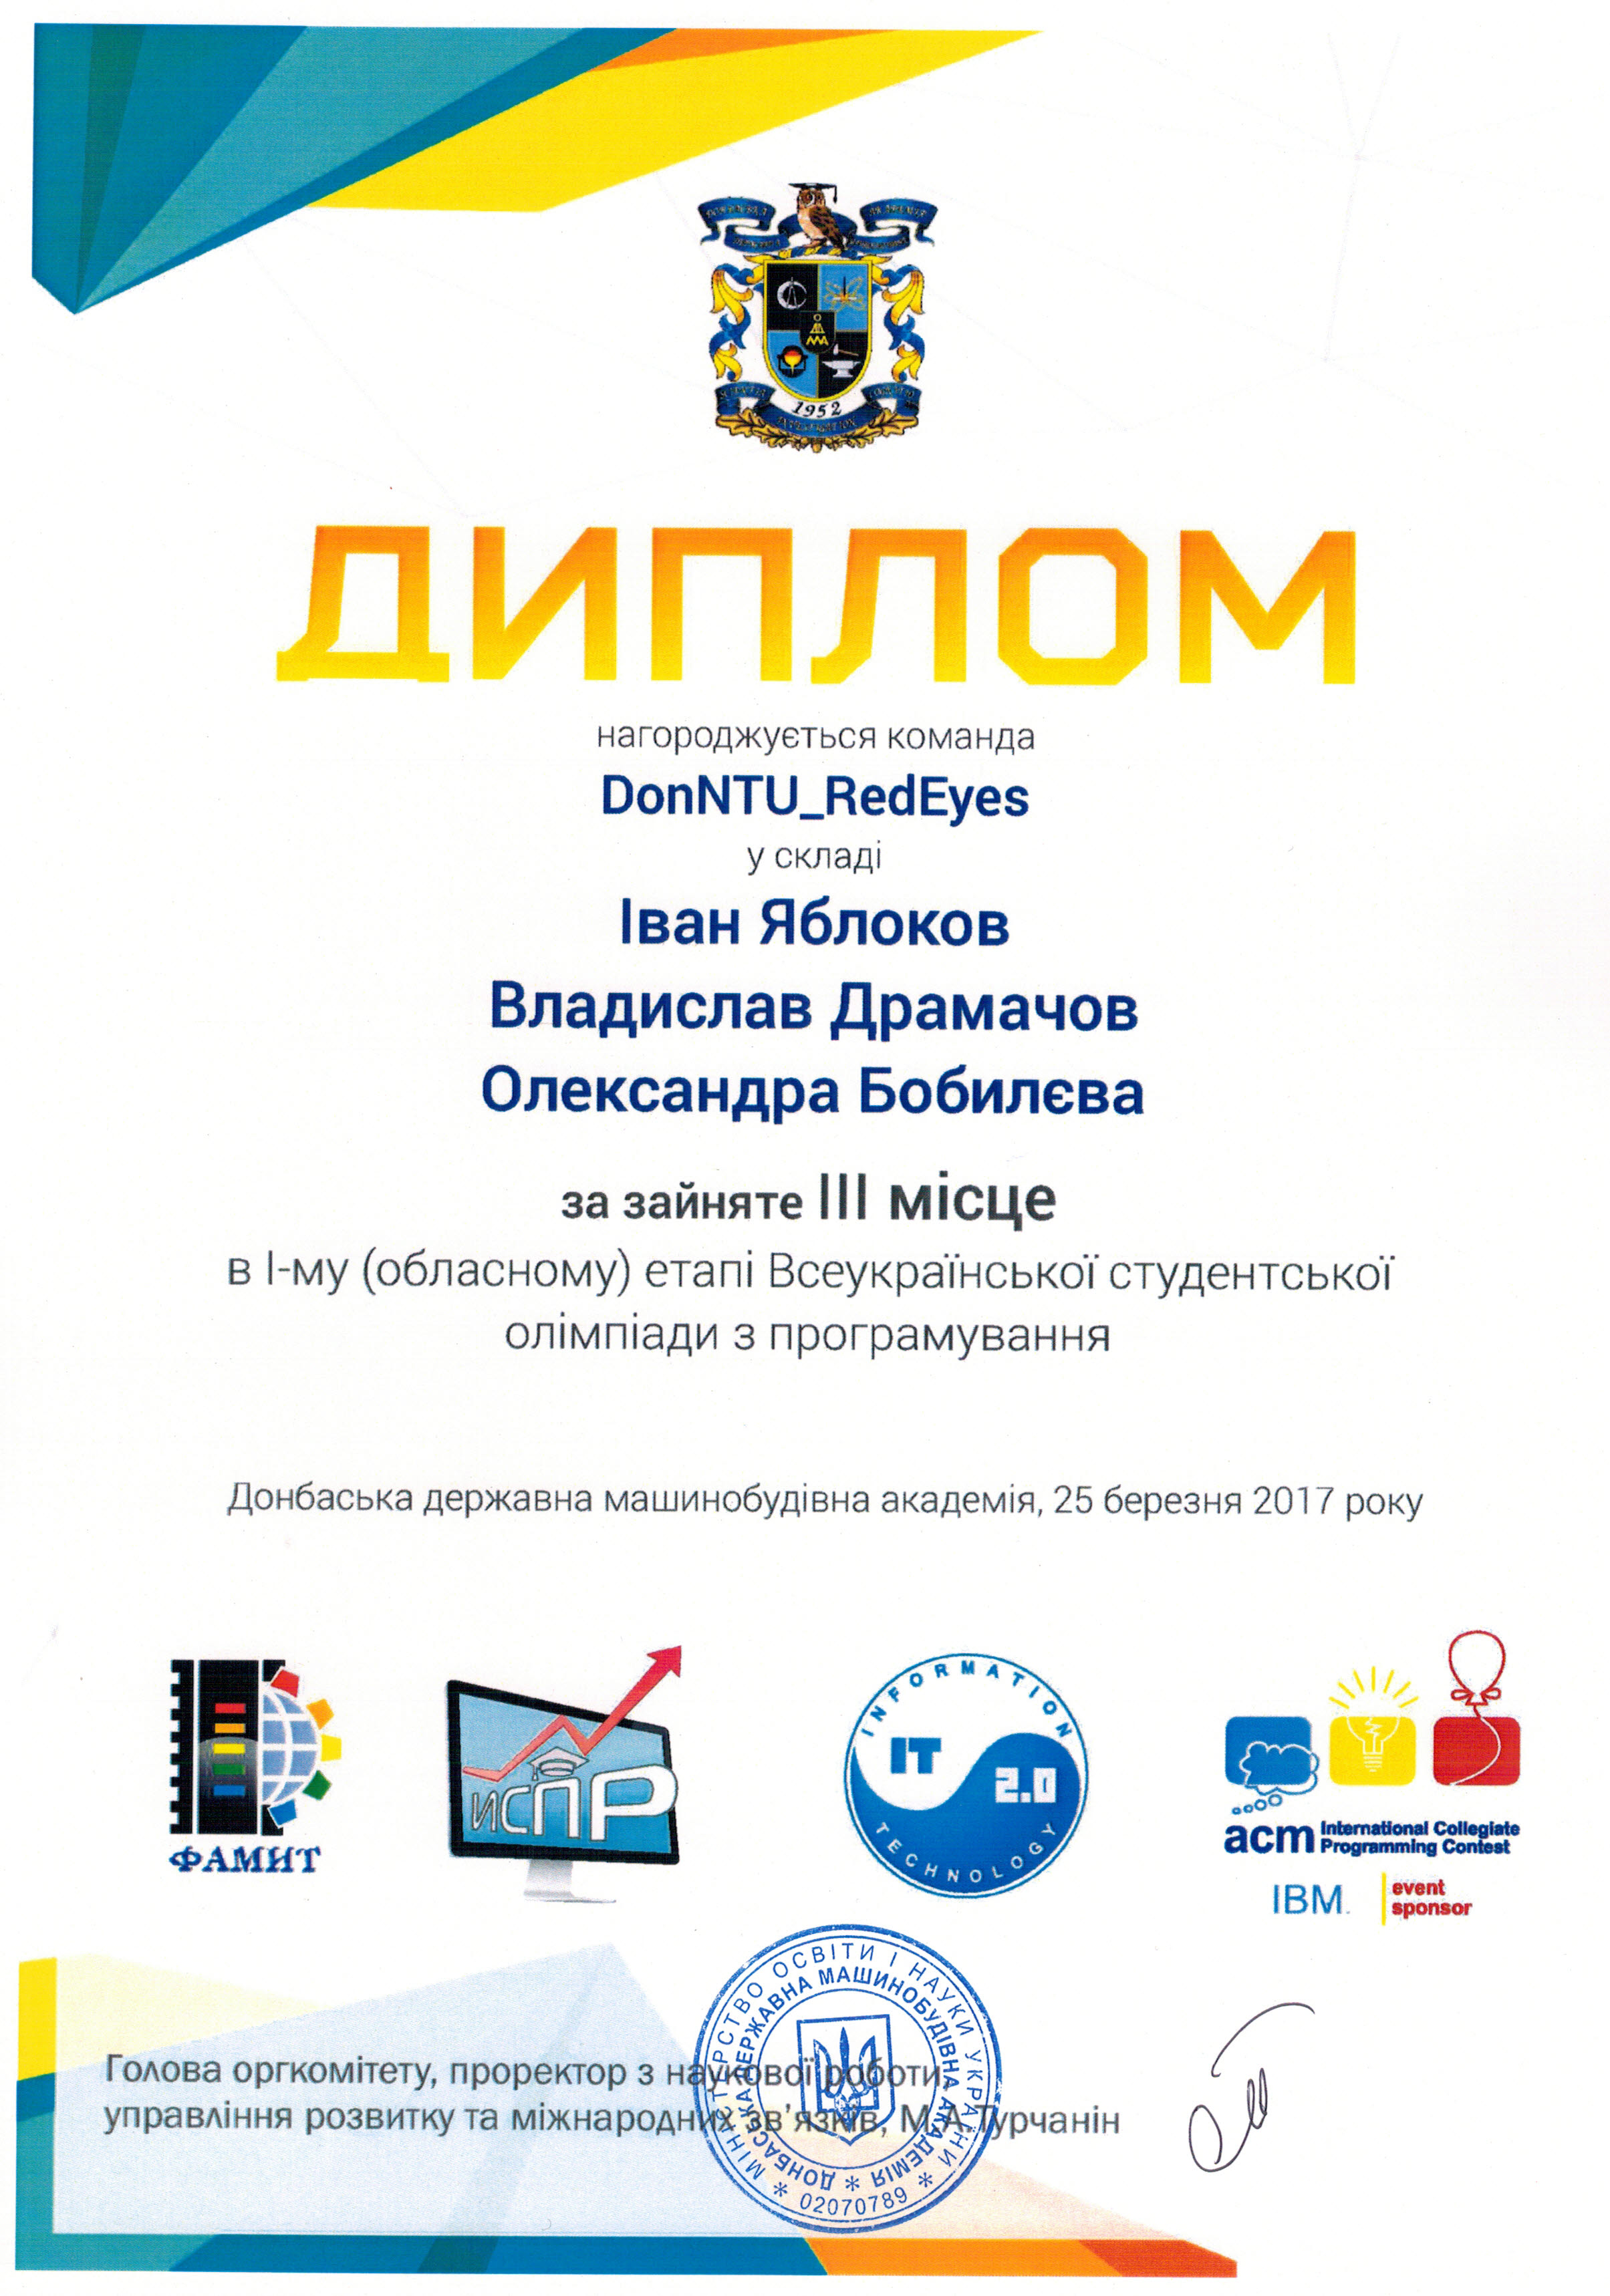 1952
ДИПЛОМ
нагороджується команда
DonNTU_RedEyes
у складі
Іван Яблоков
Владислав Драмачов
Олександра Бобилєва
за зайняте III місце
в І-му (обласному) етапі Всеукраїнської студентської
олімпіади з програмування
Донбаська державна машинобудівна академія, 25 березня 2017 року
ФАМИТ
ИСПР
INFORMATION
IT 2.0
TECHNOLOGY
acm International Collegiate
Programming Contest
IBM. event
sponsor
Голова оргкомітету, проректор з наукової роботи,
управління розвитку та міжнародних зв'язків, М.А.Турчанін
МІНІСТЕРСТВО ОСВІТИ І НАУКИ УКРАЇНИ
ДОНБАСЬКА ДЕРЖАВНА МАШИНОБУДІВНА АКАДЕМІЯ
* 02070789 *